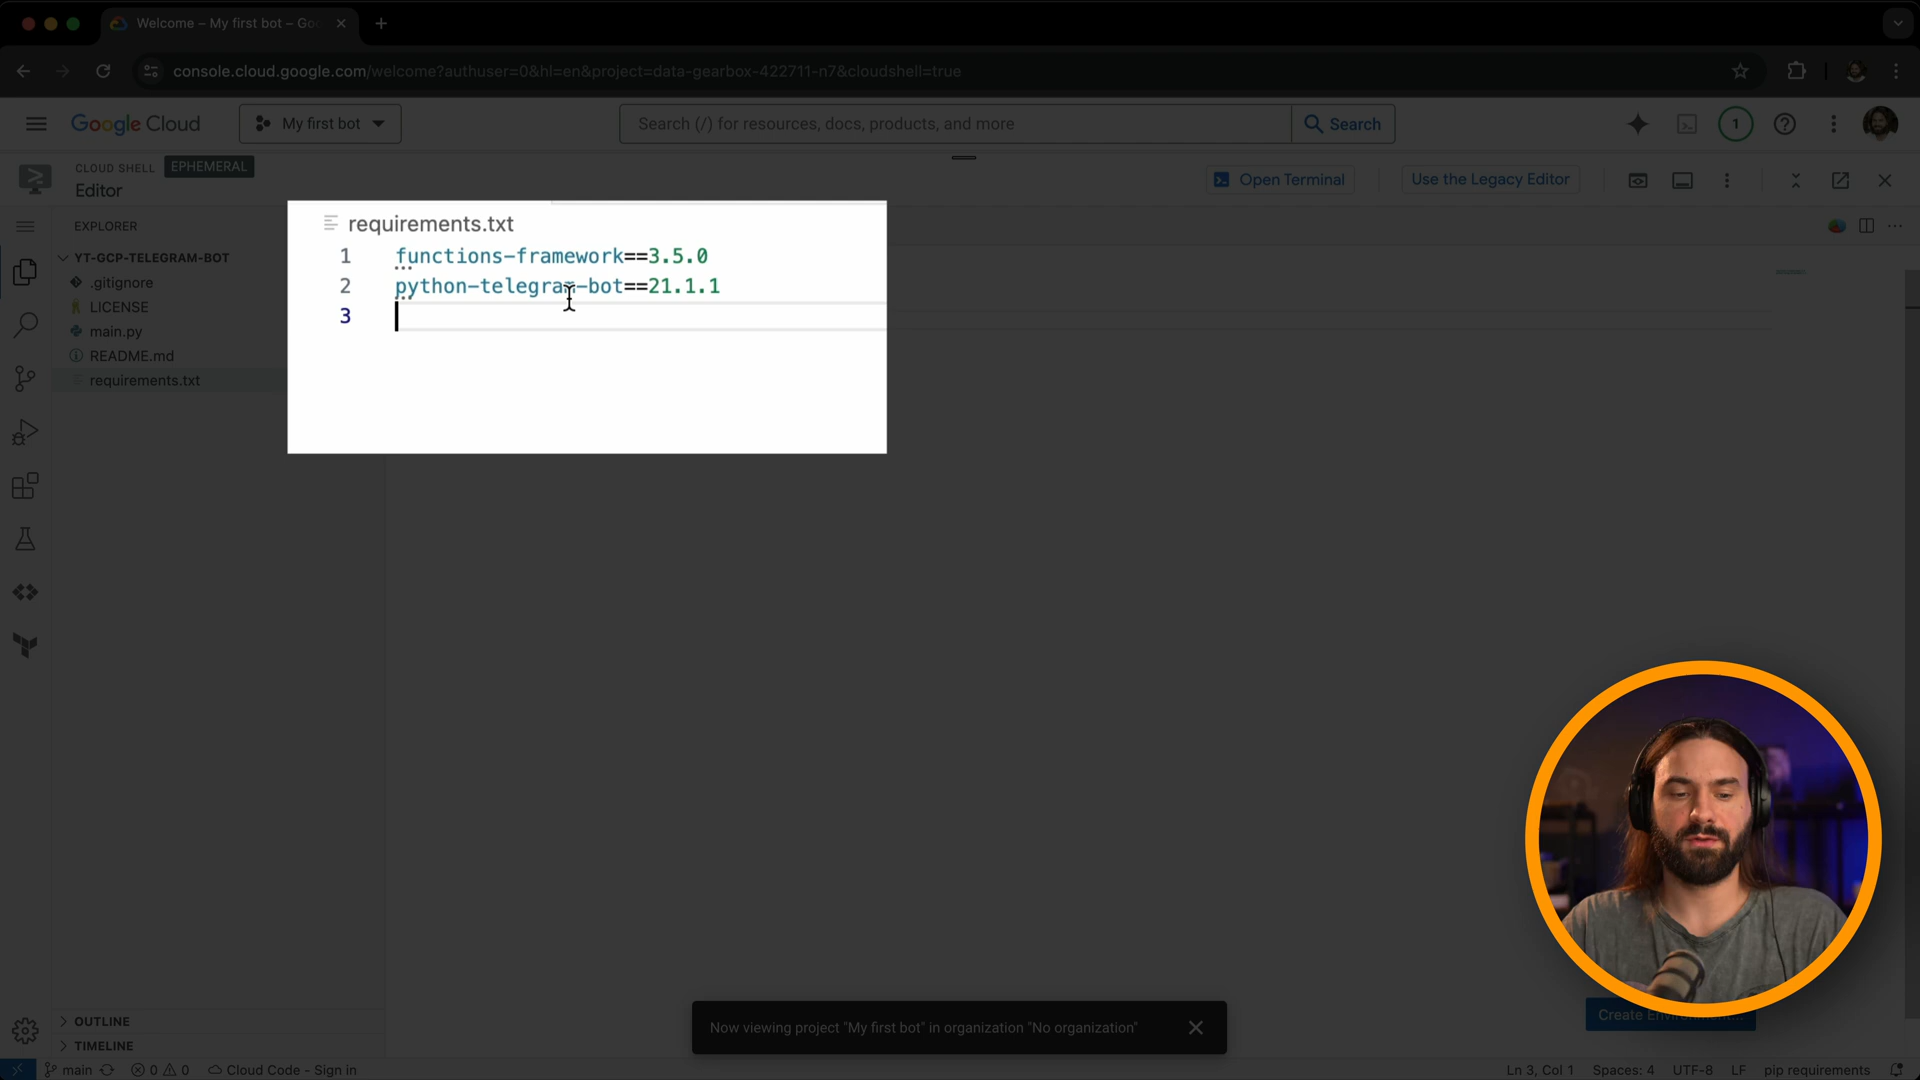 Welcome – My first bot – Goo
console.cloud.google.com/welcome?authuser=0&hl=en&project=data-gearbox-422711-n7&cloudshell=true
Google Cloud
My first bot
Search (/) for resources, docs, products, and more
Search
1
CLOUD SHELL
EPHEMERAL
Editor
Open Terminal
Use the Legacy Editor
EXPLORER
YT-GCP-TELEGRAM-BOT
.gitignore
LICENSE
main.py
README.md
requirements.txt
requirements.txt
1 functions-framework==3.5.0
2 python-telegram-bot==21.1.1
3
OUTLINE
TIMELINE
Now viewing project "My first bot" in organization "No organization"
Create Environment...
main
0 0
Cloud Code - Sign in
Ln 3, Col 1
Spaces: 4
UTF-8
LF
pip requirements